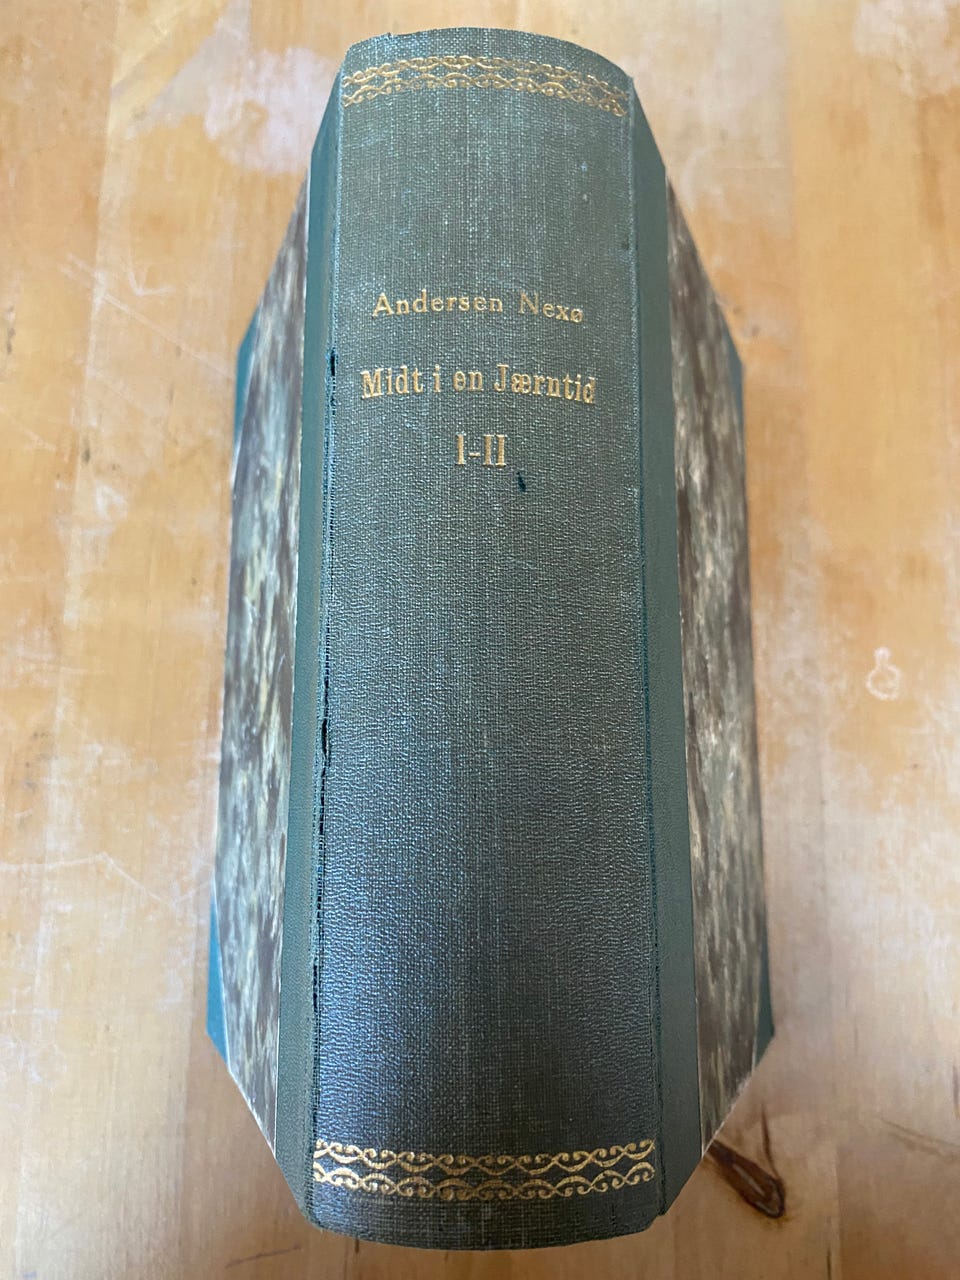 Andersen Nexø
Midt i en Jærntid
I-II